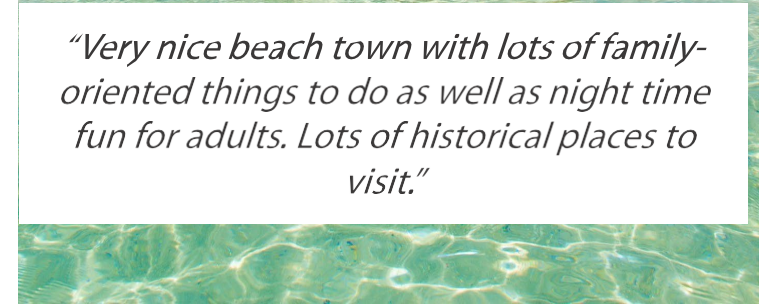 “Very nice beach town with lots of family-
oriented things to do as well as night time
fun for adults. Lots of historical places to
visit.”